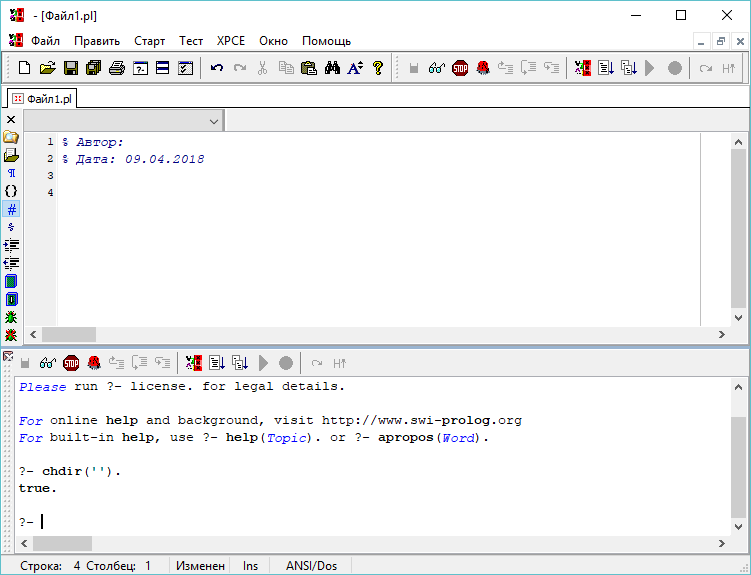 - [Файл1.pl]
Файл Править Старт Тест XPCE Окно Помощь
Файл1.pl
1 % Автор:
2 % Дата: 09.04.2018
3
4
Please run ?- license. for legal details.
For online help and background, visit http://www.swi-prolog.org
For built-in help, use ?- help(Topic). or ?- apropos(Word).
?- chdir('').
true.
?-
Строка: 4 Столбец: 1 Изменен Ins ANSI/Dos